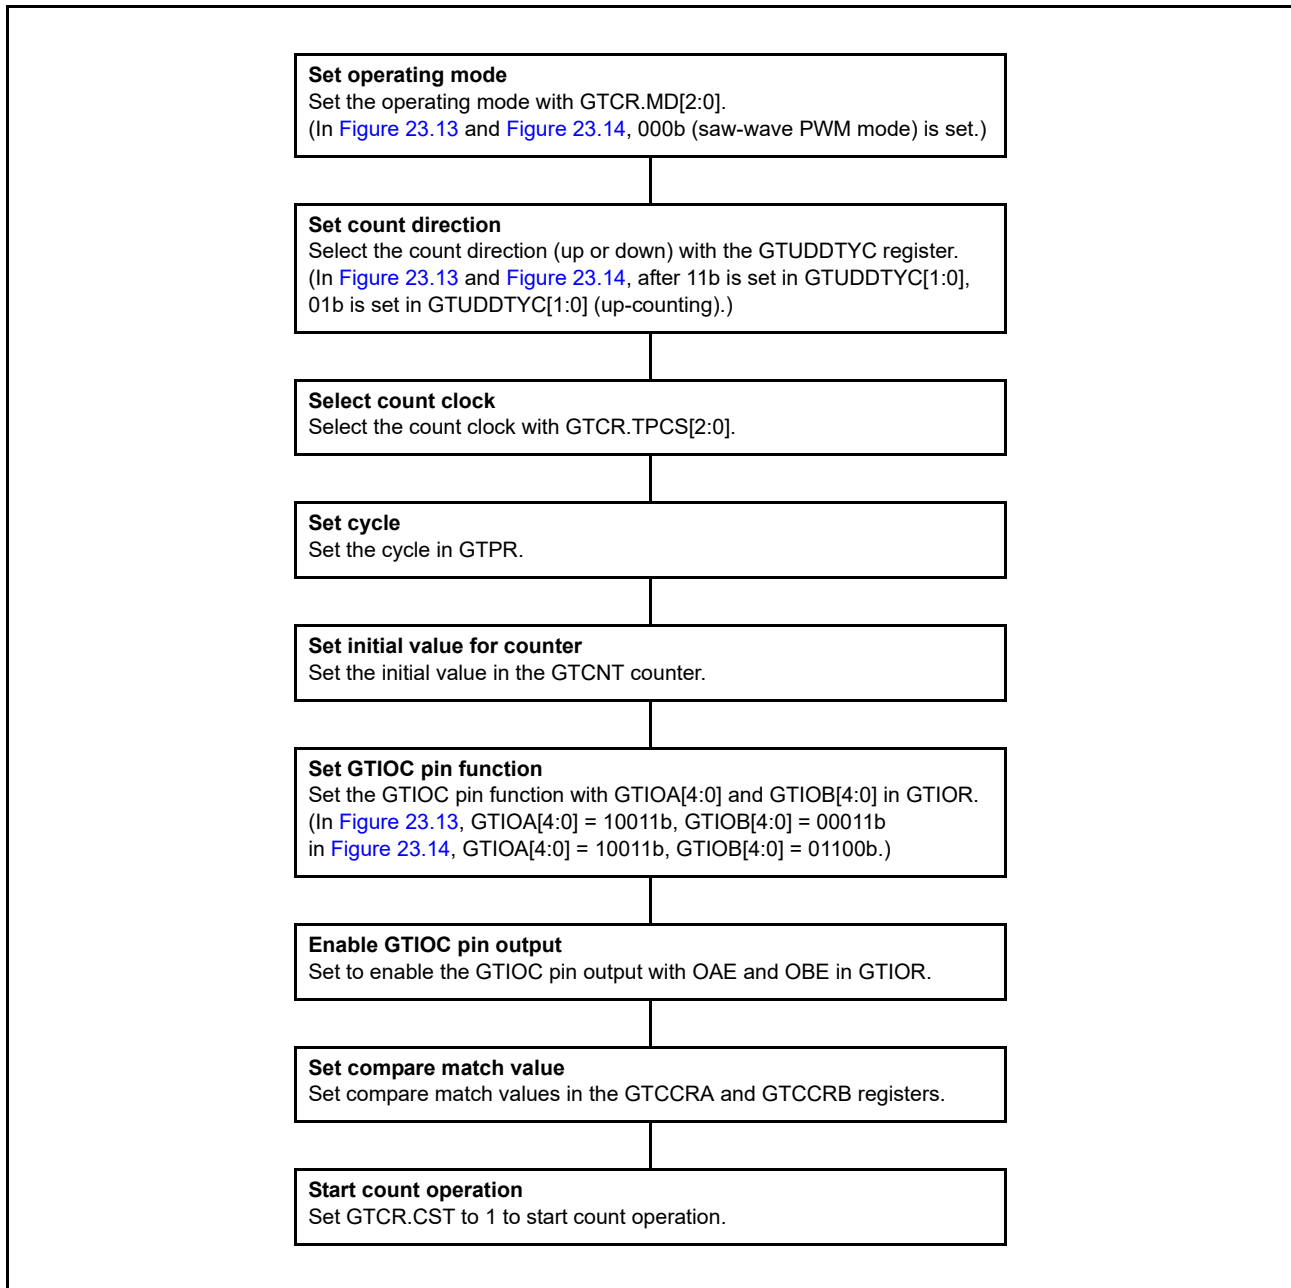 Set operating mode
Set the operating mode with GTCR.MD[2:0].
(In Figure 23.13 and Figure 23.14, 000b (saw-wave PWM mode) is set.)
Set count direction
Select the count direction (up or down) with the GTUDDTYC register.
(In Figure 23.13 and Figure 23.14, after 11b is set in GTUDDTYC[1:0],
01b is set in GTUDDTYC[1:0] (up-counting).)
Select count clock
Select the count clock with GTCR.TPCS[2:0].
Set cycle
Set the cycle in GTPR.
Set initial value for counter
Set the initial value in the GTCNT counter.
Set GTIOC pin function
Set the GTIOC pin function with GTIOA[4:0] and GTIOB[4:0] in GTIOR.
(In Figure 23.13, GTIOA[4:0] = 10011b, GTIOB[4:0] = 00011b
in Figure 23.14, GTIOA[4:0] = 10011b, GTIOB[4:0] = 01100b.)
Enable GTIOC pin output
Set to enable the GTIOC pin output with OAE and OBE in GTIOR.
Set compare match value
Set compare match values in the GTCCRA and GTCCRB registers.
Start count operation
Set GTCR.CST to 1 to start count operation.